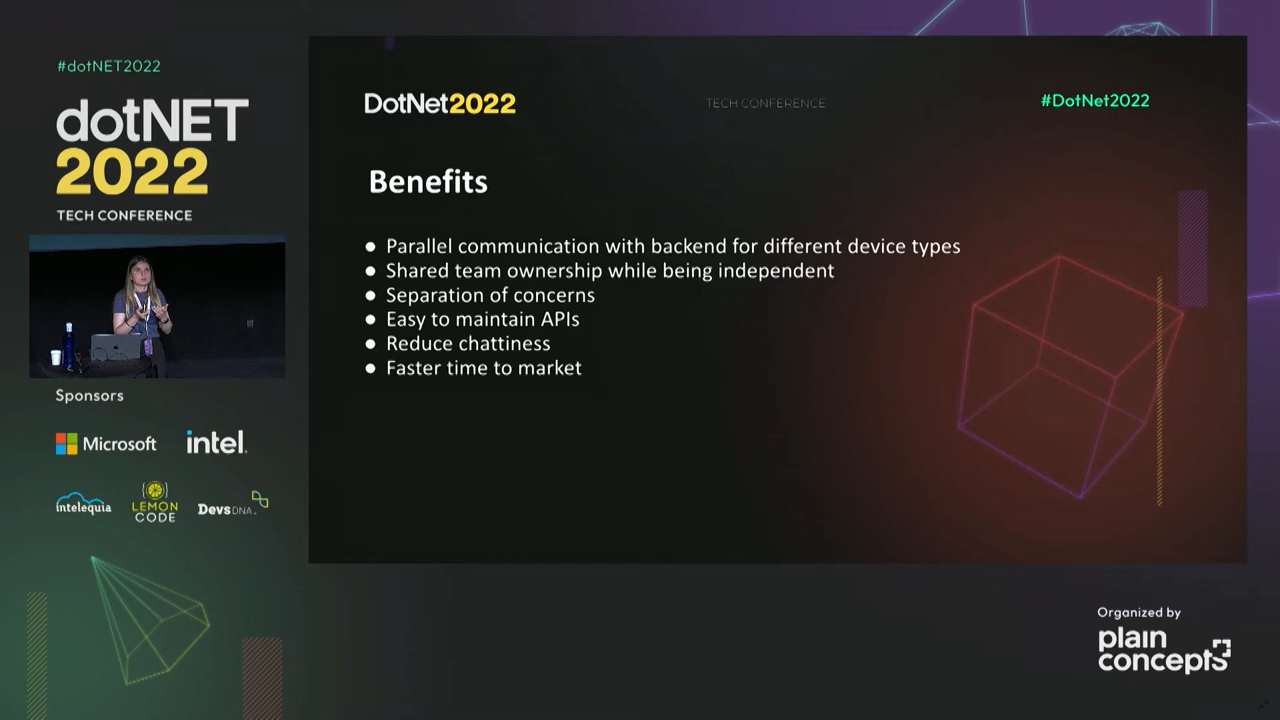 #dotNET2022
dotNET
2022
TECH CONFERENCE
Sponsors
Microsoft
intel.
intelequia
LEMON
CODE
DevsDNA.
DotNet2022
TECH CONFERENCE
#DotNet2022
Benefits
● Parallel communication with backend for different device types
● Shared team ownership while being independent
● Separation of concerns
● Easy to maintain APIs
● Reduce chattiness
● Faster time to market
Organized by
plain
concepts